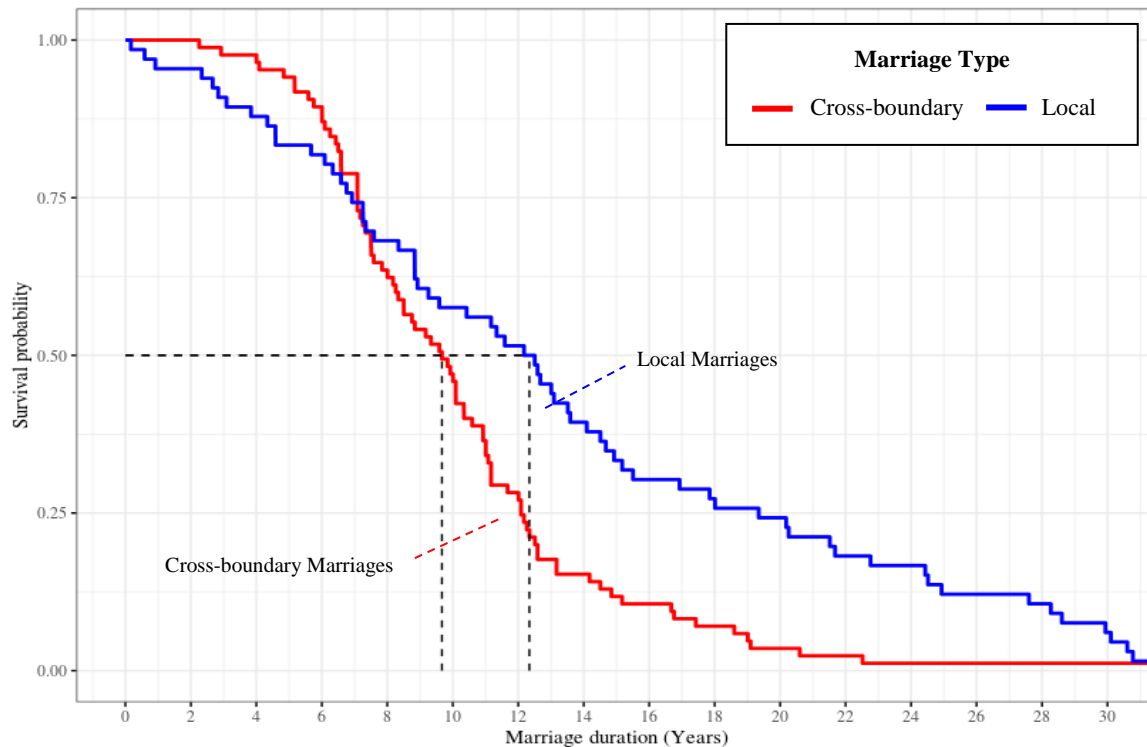 Marriage Type
Cross-boundary Local
1.00
0.75
0.50
0.25
0.00
Survival probability
Local Marriages
Cross-boundary Marriages
0 2 4 6 8 10 12 14 16 18 20 22 24 26 28 30
Marriage duration (Years)